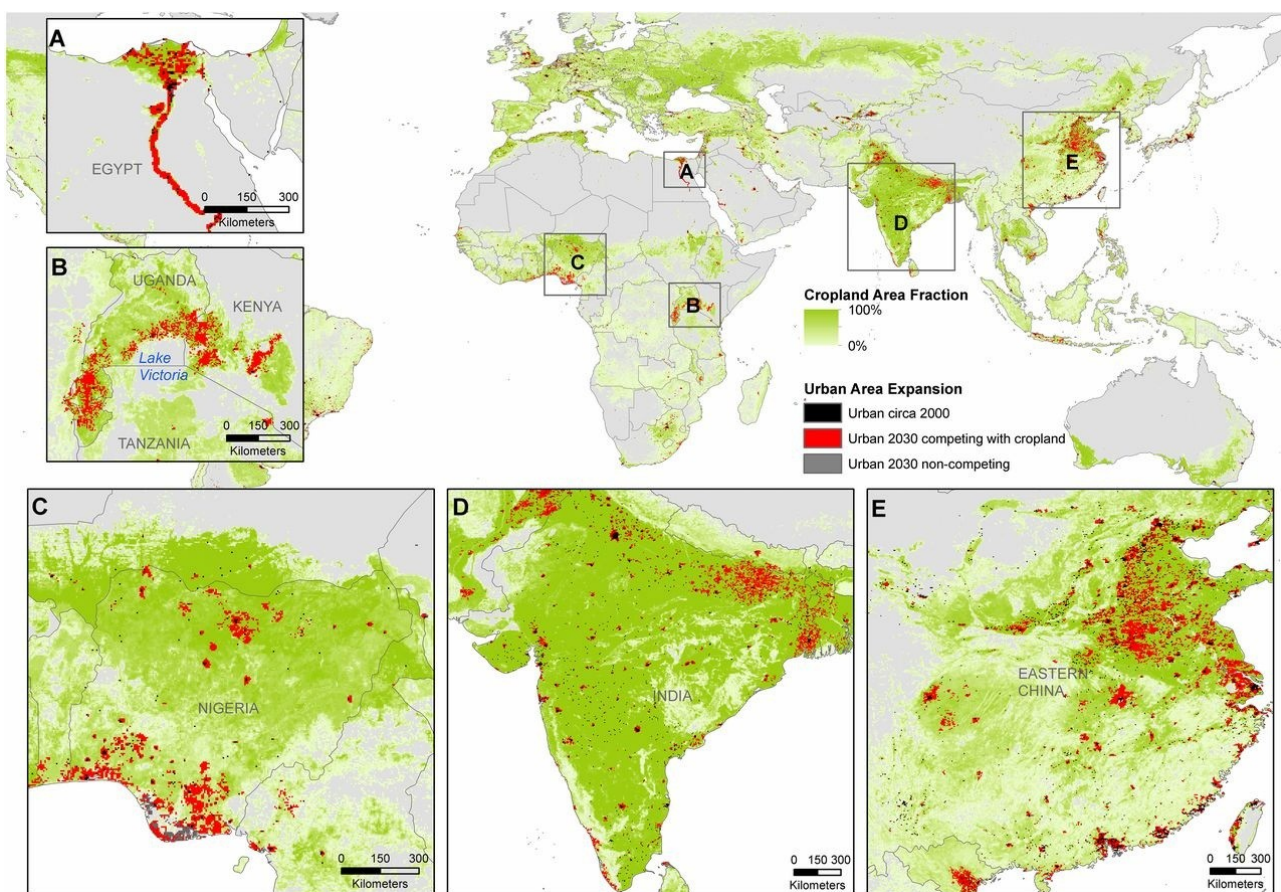 A
EGYPT
0 150 300
Kilometers
B
UGANDA
KENYA
Lake
Victoria
TANZANIA
0 150 300
Kilometers
A
B
C
D
E
Cropland Area Fraction
100%
0%
Urban Area Expansion
Urban circa 2000
Urban 2030 competing with cropland
Urban 2030 non-competing
C
NIGERIA
0 150 300
Kilometers
D
INDIA
0 150 300
Kilometers
E
EASTERN
CHINA
0 150 300
Kilometers